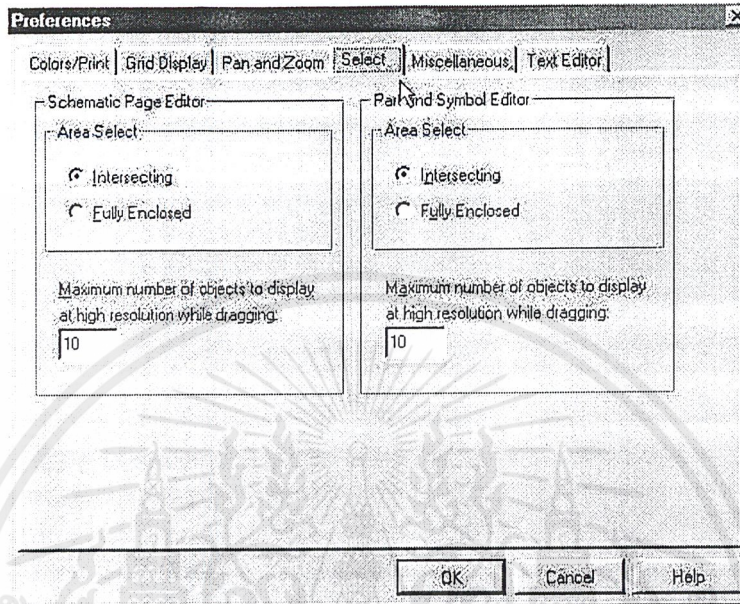 Preferences
Colors/Print Grid Display Pan and Zoom Select Miscellaneous Text Editor
Schematic Page Editor
Area Select
Intersecting
Fully Enclosed
Maximum number of objects to display
at high resolution while dragging:
10
Part and Symbol Editor
Area Select
Intersecting
Fully Enclosed
Maximum number of objects to display
at high resolution while dragging:
10
OK Cancel Help